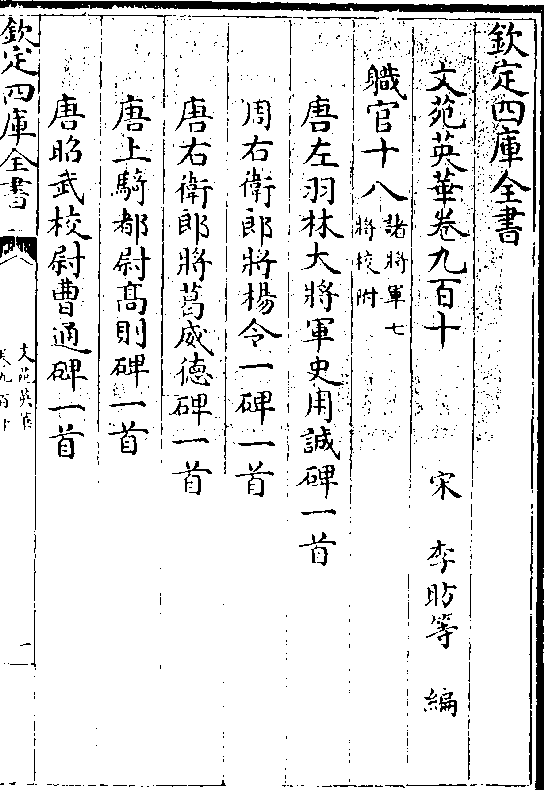 欽定四庫全書
文苑英華卷九百十
宋 李昉等 編
職官十八
諸將軍七
將校附
唐左羽林大將軍史用誠碑一首
周右衛郎將楊令一碑一首
唐右衛郎將葛威德碑一首
唐上騎都尉髙則碑一首
唐昭武校尉曹通碑一首
欽定四庫全書
文苑英華
卷九百十